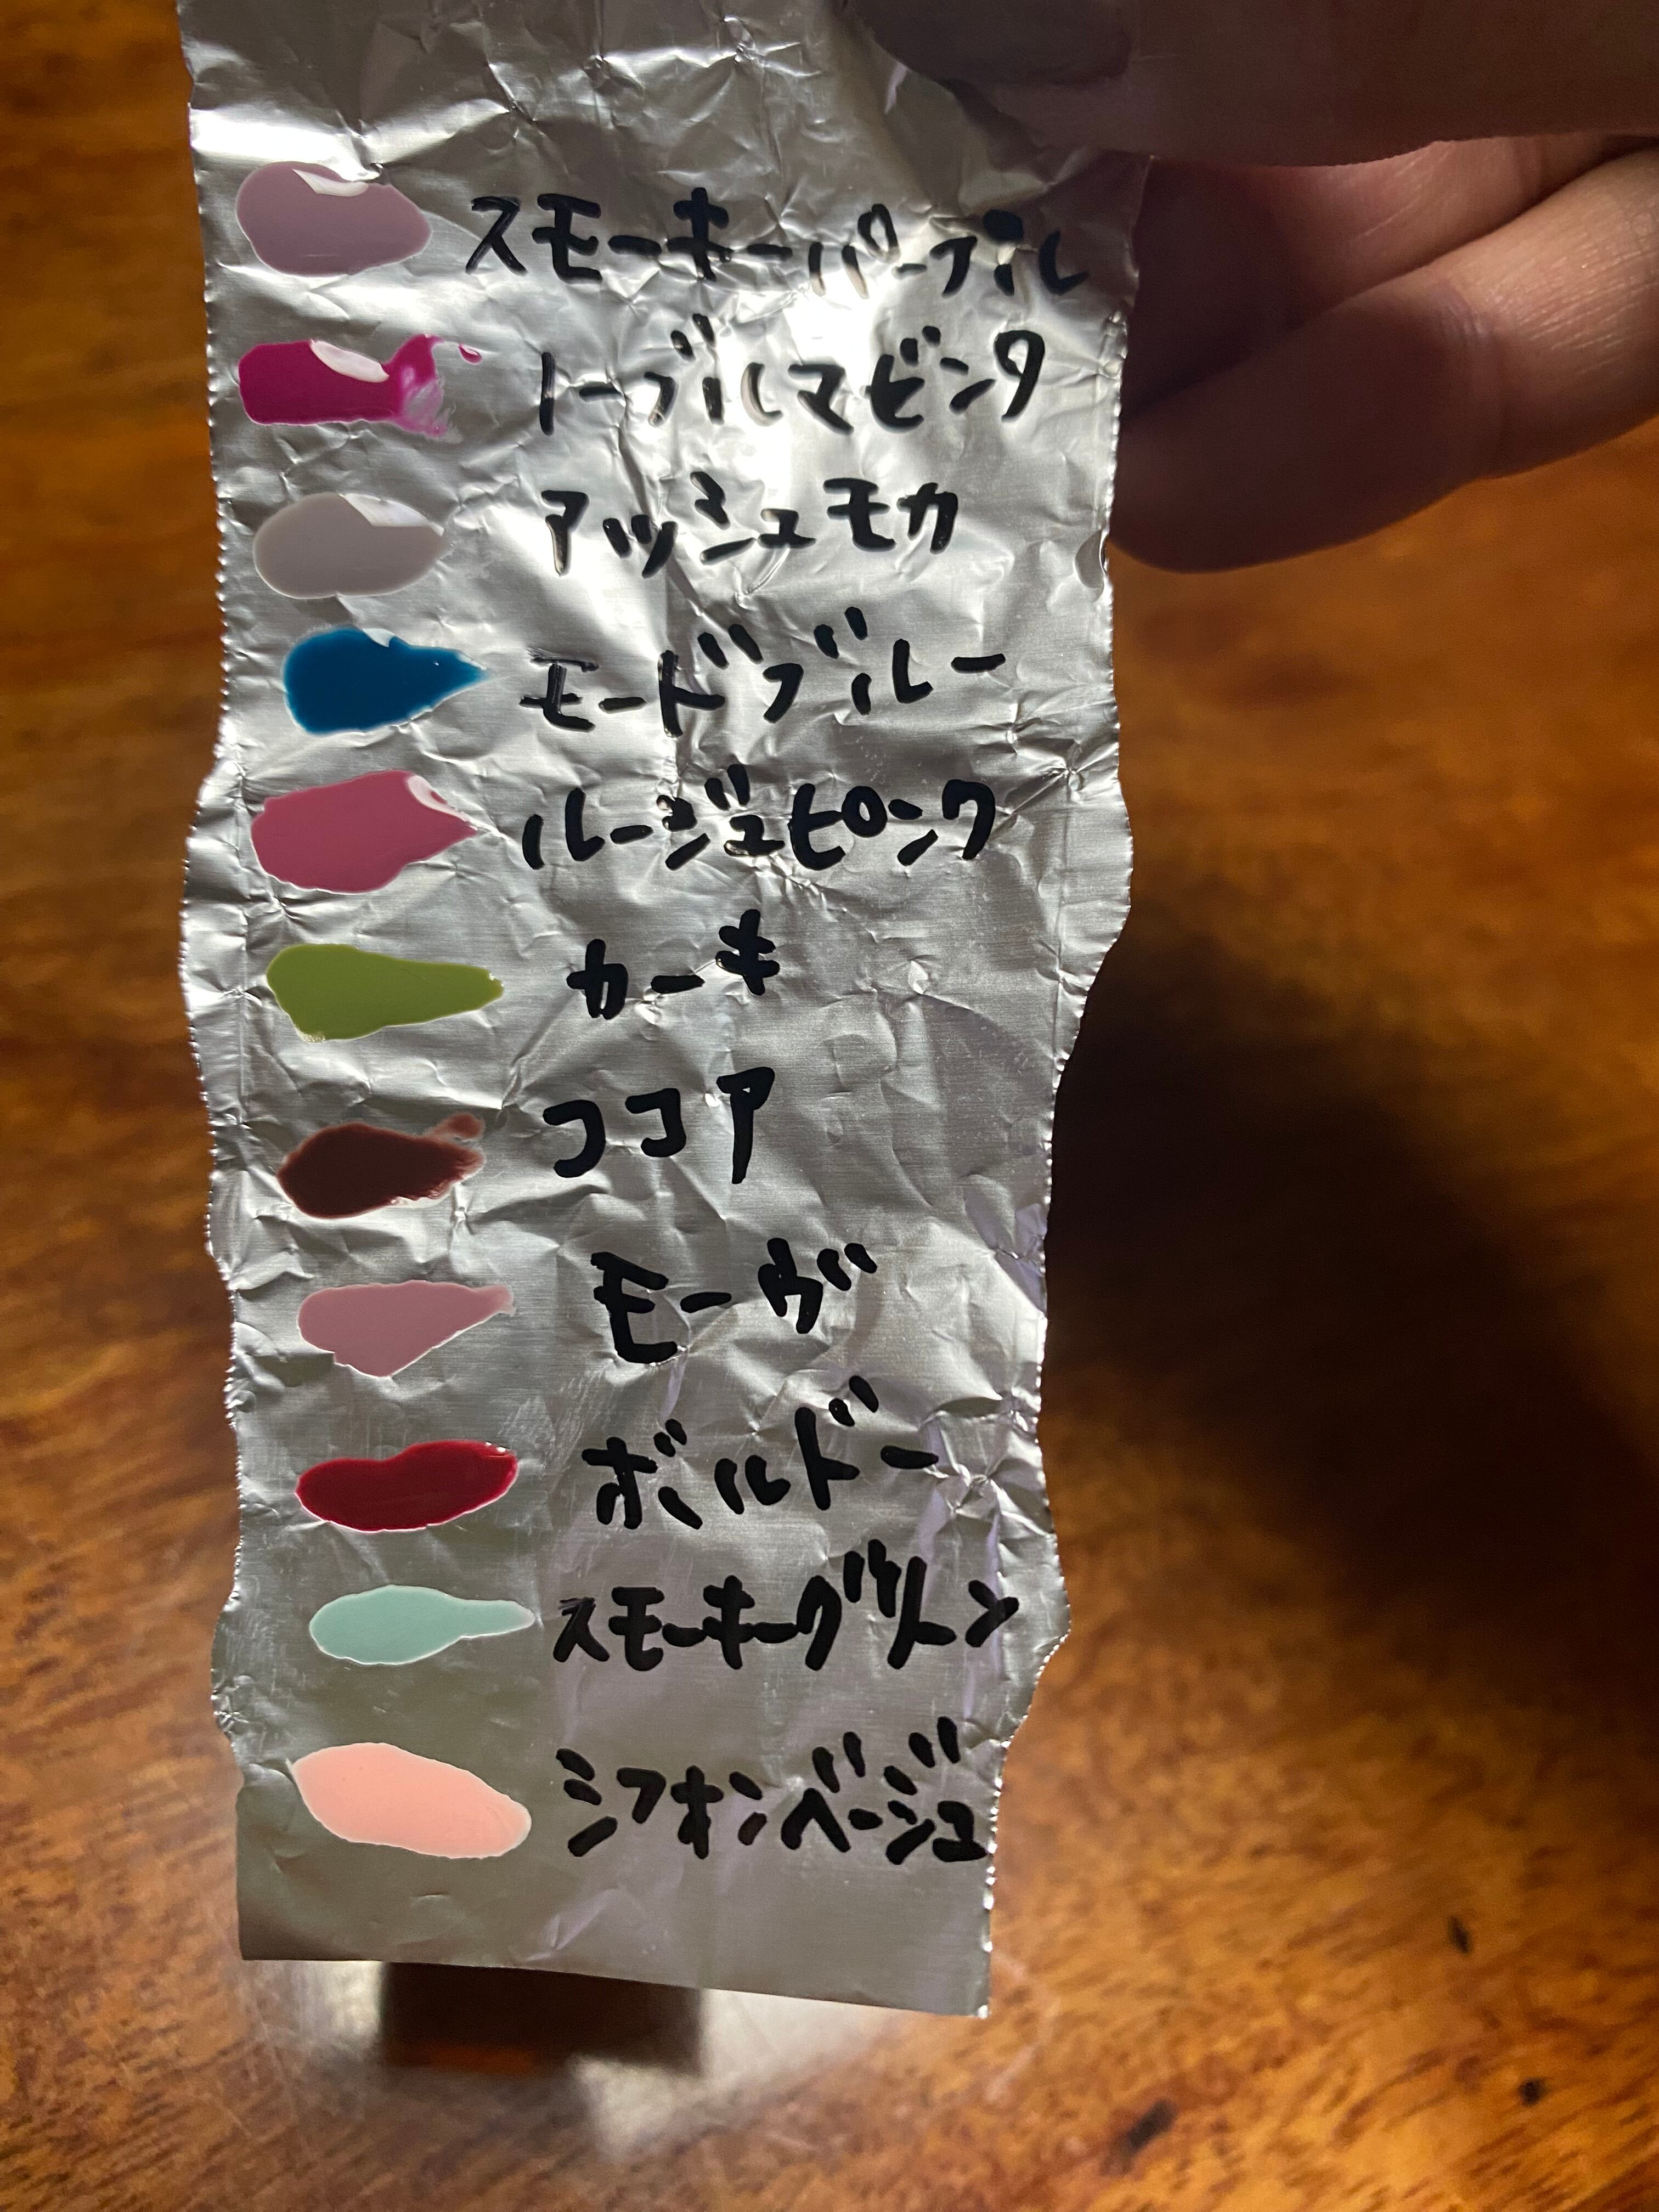 スモーキーパープル
トーブルマビンタ
アッシュモカ
モードブルー
ルージュピンク
カーキ
ココア
モーヴ
ボルドー
スモーキーグリーン
シフォンベージュ